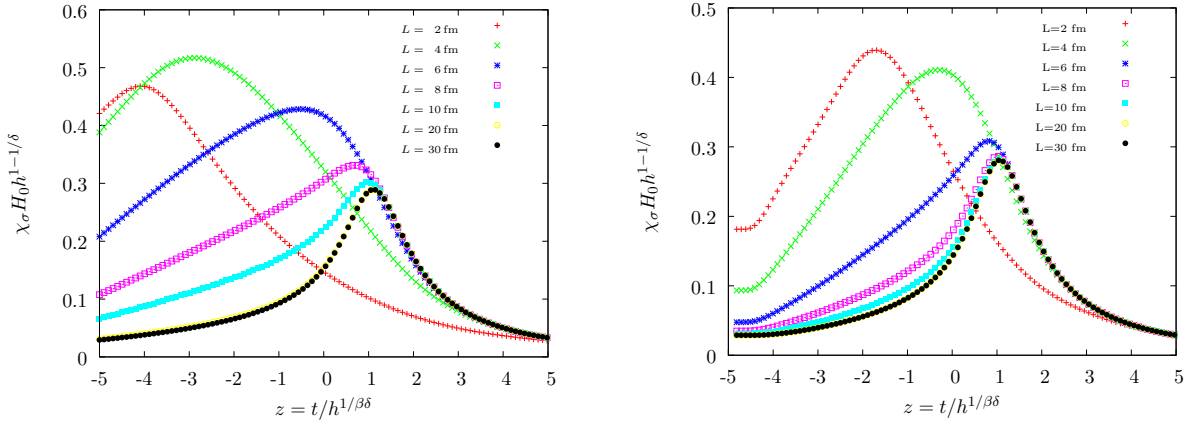 χσ H0 h^1−1/δ
0.6
0.5
0.4
0.3
0.2
0.1
0
-5 -4 -3 -2 -1 0 1 2 3 4 5
z = t/h^1/βδ
L = 2 fm
L = 4 fm
L = 6 fm
L = 8 fm
L = 10 fm
L = 20 fm
L = 30 fm
χσ H0 h^1−1/δ
0.5
0.4
0.3
0.2
0.1
0
-5 -4 -3 -2 -1 0 1 2 3 4 5
z = t/h^1/βδ
L=2 fm
L=4 fm
L=6 fm
L=8 fm
L=10 fm
L=20 fm
L=30 fm